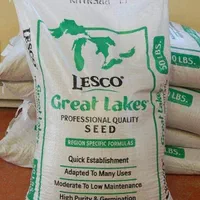 LESCO
Great Lakes
PROFESSIONAL QUALITY
SEED
REGION SPECIFIC FORMULAS
Quick Establishment
Adapted To Many Uses
Moderate To Low Maintenance
High Purity & Germination
50 LBS.
LBS.